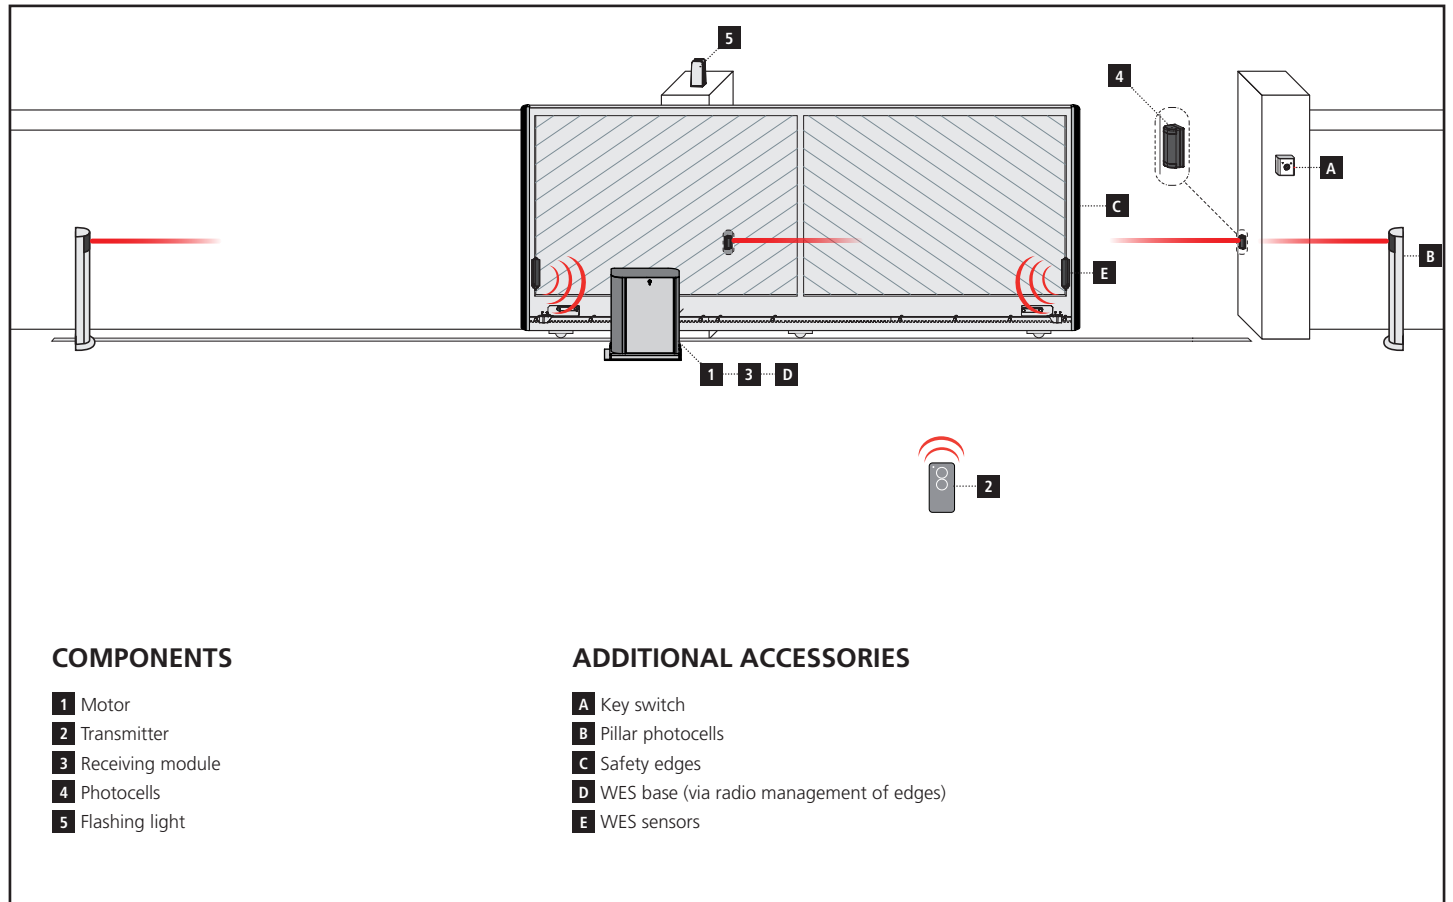 5
4
A
C
B
E
1 3 D
2
COMPONENTS
1 Motor
2 Transmitter
3 Receiving module
4 Photocells
5 Flashing light
ADDITIONAL ACCESSORIES
A Key switch
B Pillar photocells
C Safety edges
D WES base (via radio management of edges)
E WES sensors